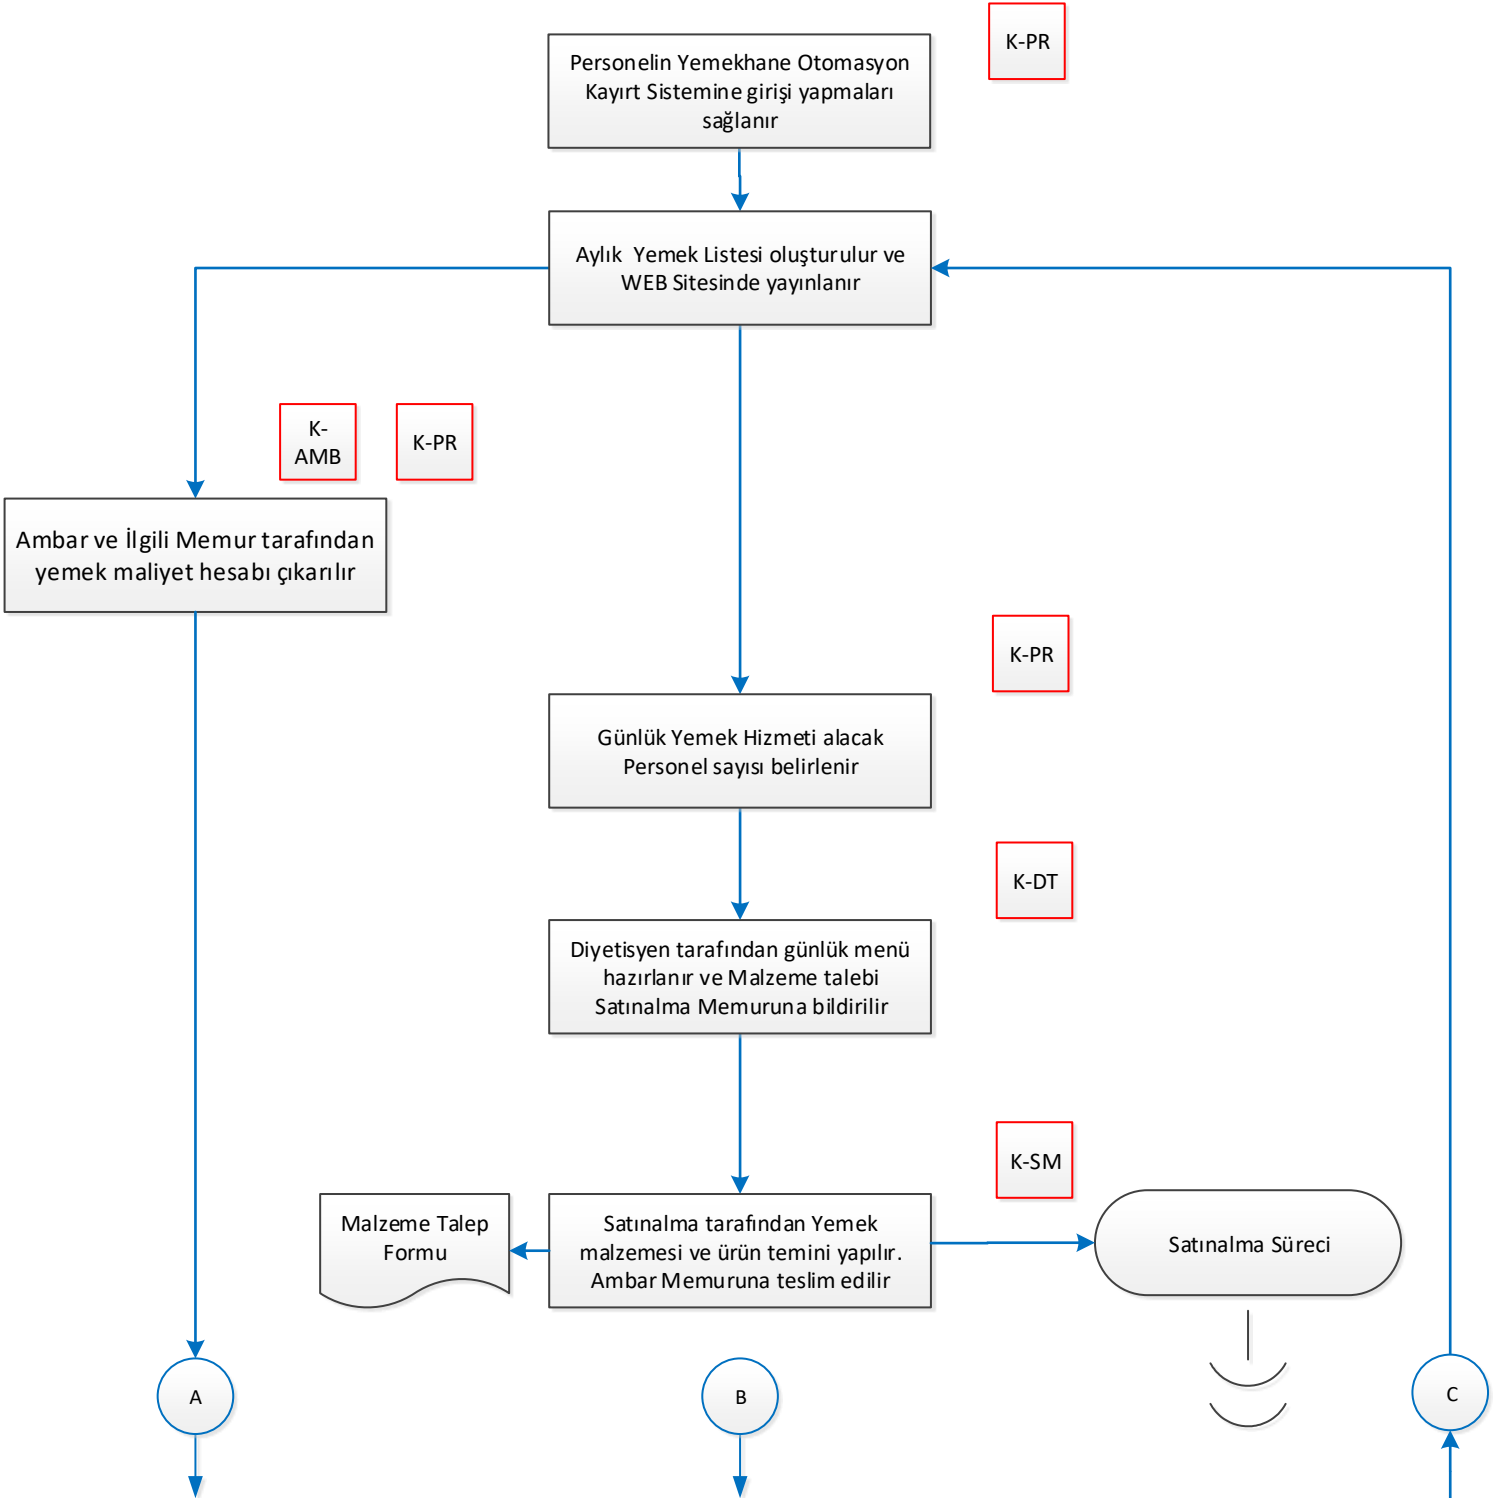 K-PR
Personelin Yemekhane Otomasyon
Kayırt Sistemine girişi yapmaları
sağlanır
Aylık  Yemek Listesi oluşturulur ve
WEB Sitesinde yayınlanır
K-
AMB
K-PR
Ambar ve İlgili Memur tarafından
yemek maliyet hesabı çıkarılır
K-PR
Günlük Yemek Hizmeti alacak
Personel sayısı belirlenir
K-DT
Diyetisyen tarafından günlük menü
hazırlanır ve Malzeme talebi
Satınalma Memuruna bildirilir
K-SM
Malzeme Talep
Formu
Satınalma tarafından Yemek
malzemesi ve ürün temini yapılır.
Ambar Memuruna teslim edilir
Satınalma Süreci
A
B
C